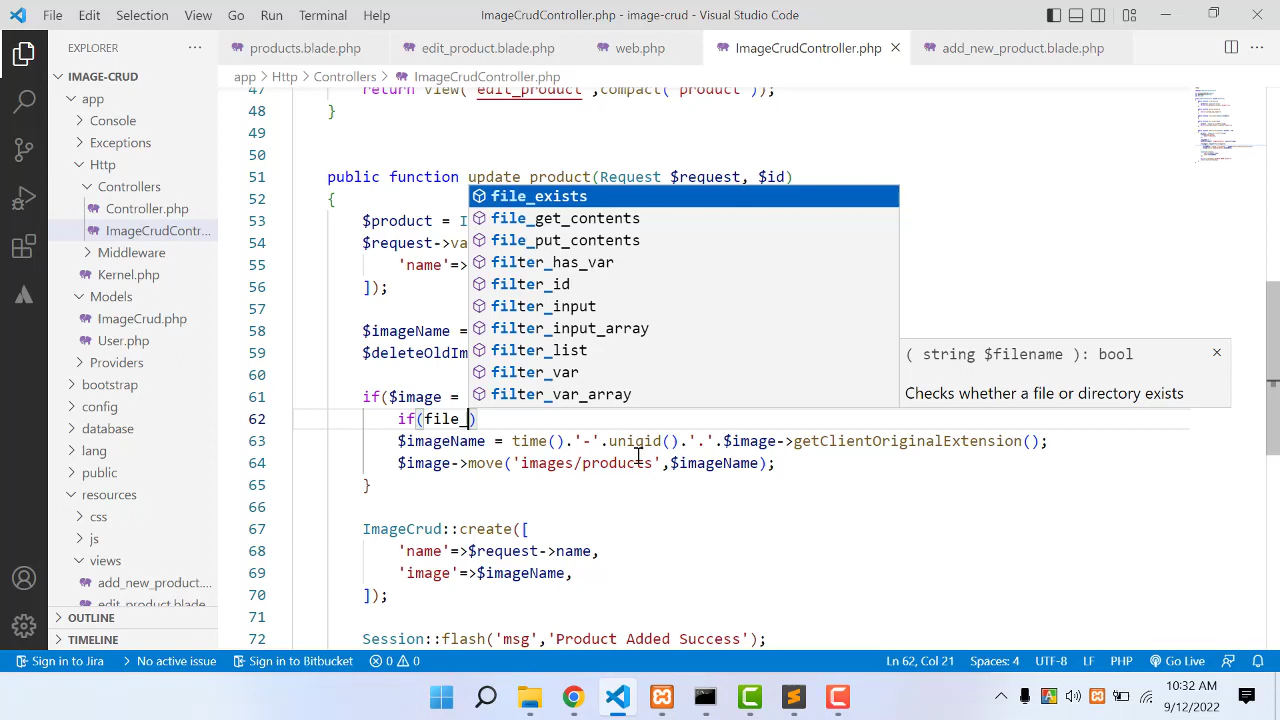 File Edit Selection View ··· ImageCrudController.php - image-crud - Visual Studio Code
EXPLORER ···
products.blade.php edit_product.blade.php web.php ImageCrudController.php add_new_product.blade.php ···
IMAGE-CRUD
app > Http > Controllers > ImageCrudController.php
app
Console
Exceptions
Http
Controllers
Controller.php
ImageCrudContr...
Middleware
Kernel.php
Models
ImageCrud.php
User.php
Providers
bootstrap
config
database
lang
public
resources
css
js
views
add_new_product....
edit_product.blade...
OUTLINE
TIMELINE
47 return view('edit_product',compact('product'));
48 }
49
50
51 public function update_product(Request $request, $id)
52 {
53 $product = I
54 $request->va
55 'name'=>
56 ]);
57
58 $imageName =
59 $deleteOldIm
60
61 if($image =
62 if(file_)
63 $imageName = time().'-'.uniqid().'.'.$image->getClientOriginalExtension();
64 $image->move('images/products',$imageName);
65 }
66
67 ImageCrud::create([
68 'name'=>$request->name,
69 'image'=>$imageName,
70 ]);
71
72 Session::flash('msg','Product Added Success');
file_exists
file_get_contents
file_put_contents
filter_has_var
filter_id
filter_input
filter_input_array
filter_list
filter_var
filter_var_array
( string $filename ): bool
Checks whether a file or directory exists
Sign in to Jira No active issue Sign in to Bitbucket 0 0 Ln 62, Col 21 Spaces: 4 UTF-8 LF PHP Go Live
10:32 AM
9/12/2022